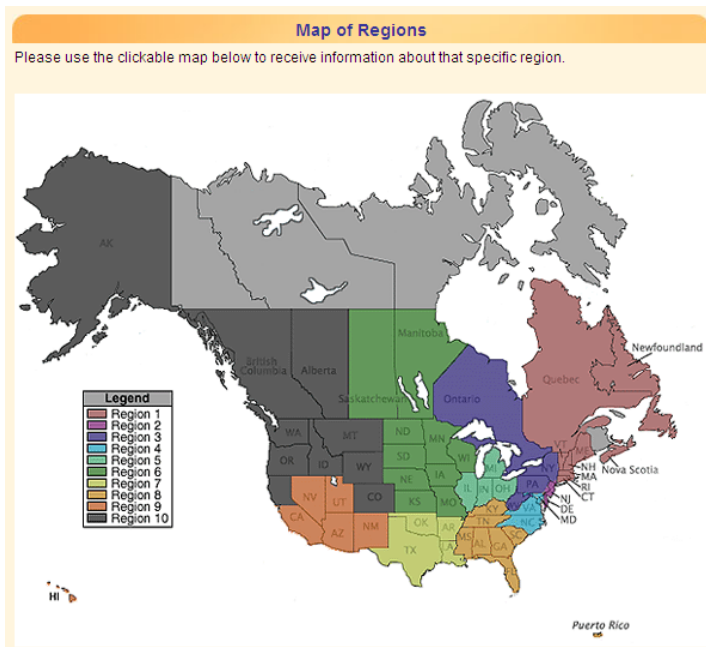 Map of Regions
Please use the clickable map below to receive information about that specific region.
AK
British
Columbia
Alberta
Manitoba
Saskatchewan
Ontario
Quebec
Newfoundland
Nova Scotia
Legend
Region 1
Region 2
Region 3
Region 4
Region 5
Region 6
Region 7
Region 8
Region 9
Region 10
WA
MT
ND
MN
OR
ID
WY
SD
WI
MI
NY
VT
ME
NH
MA
RI
CT
NJ
DE
MD
NE
IA
IL
IN
OH
PA
NV
UT
CO
KS
MO
KY
VA
CA
AZ
NM
OK
AR
TN
NC
SC
TX
LA
MS
AL
GA
HI
Puerto Rico